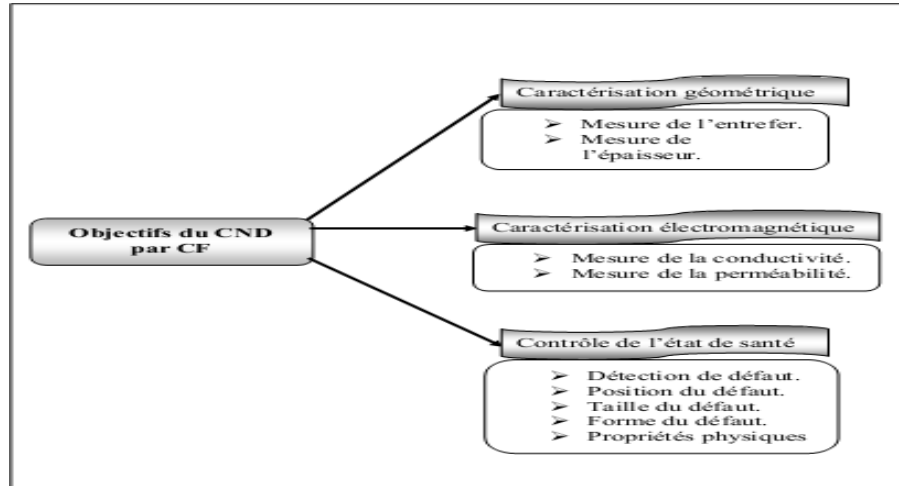 Caractérisation géométrique
➢ Mesure de l'entrefer.
➢ Mesure de
l'épaisseur.
Objectifs du CND
par CF
Caractérisation électromagnétique
➢ Mesure de la conductivité.
➢ Mesure de la perméabilité.
Contrôle de l'état de santé
➢ Détection de défaut.
➢ Position du défaut.
➢ Taille du défaut.
➢ Forme du défaut.
➢ Propriétés physiques